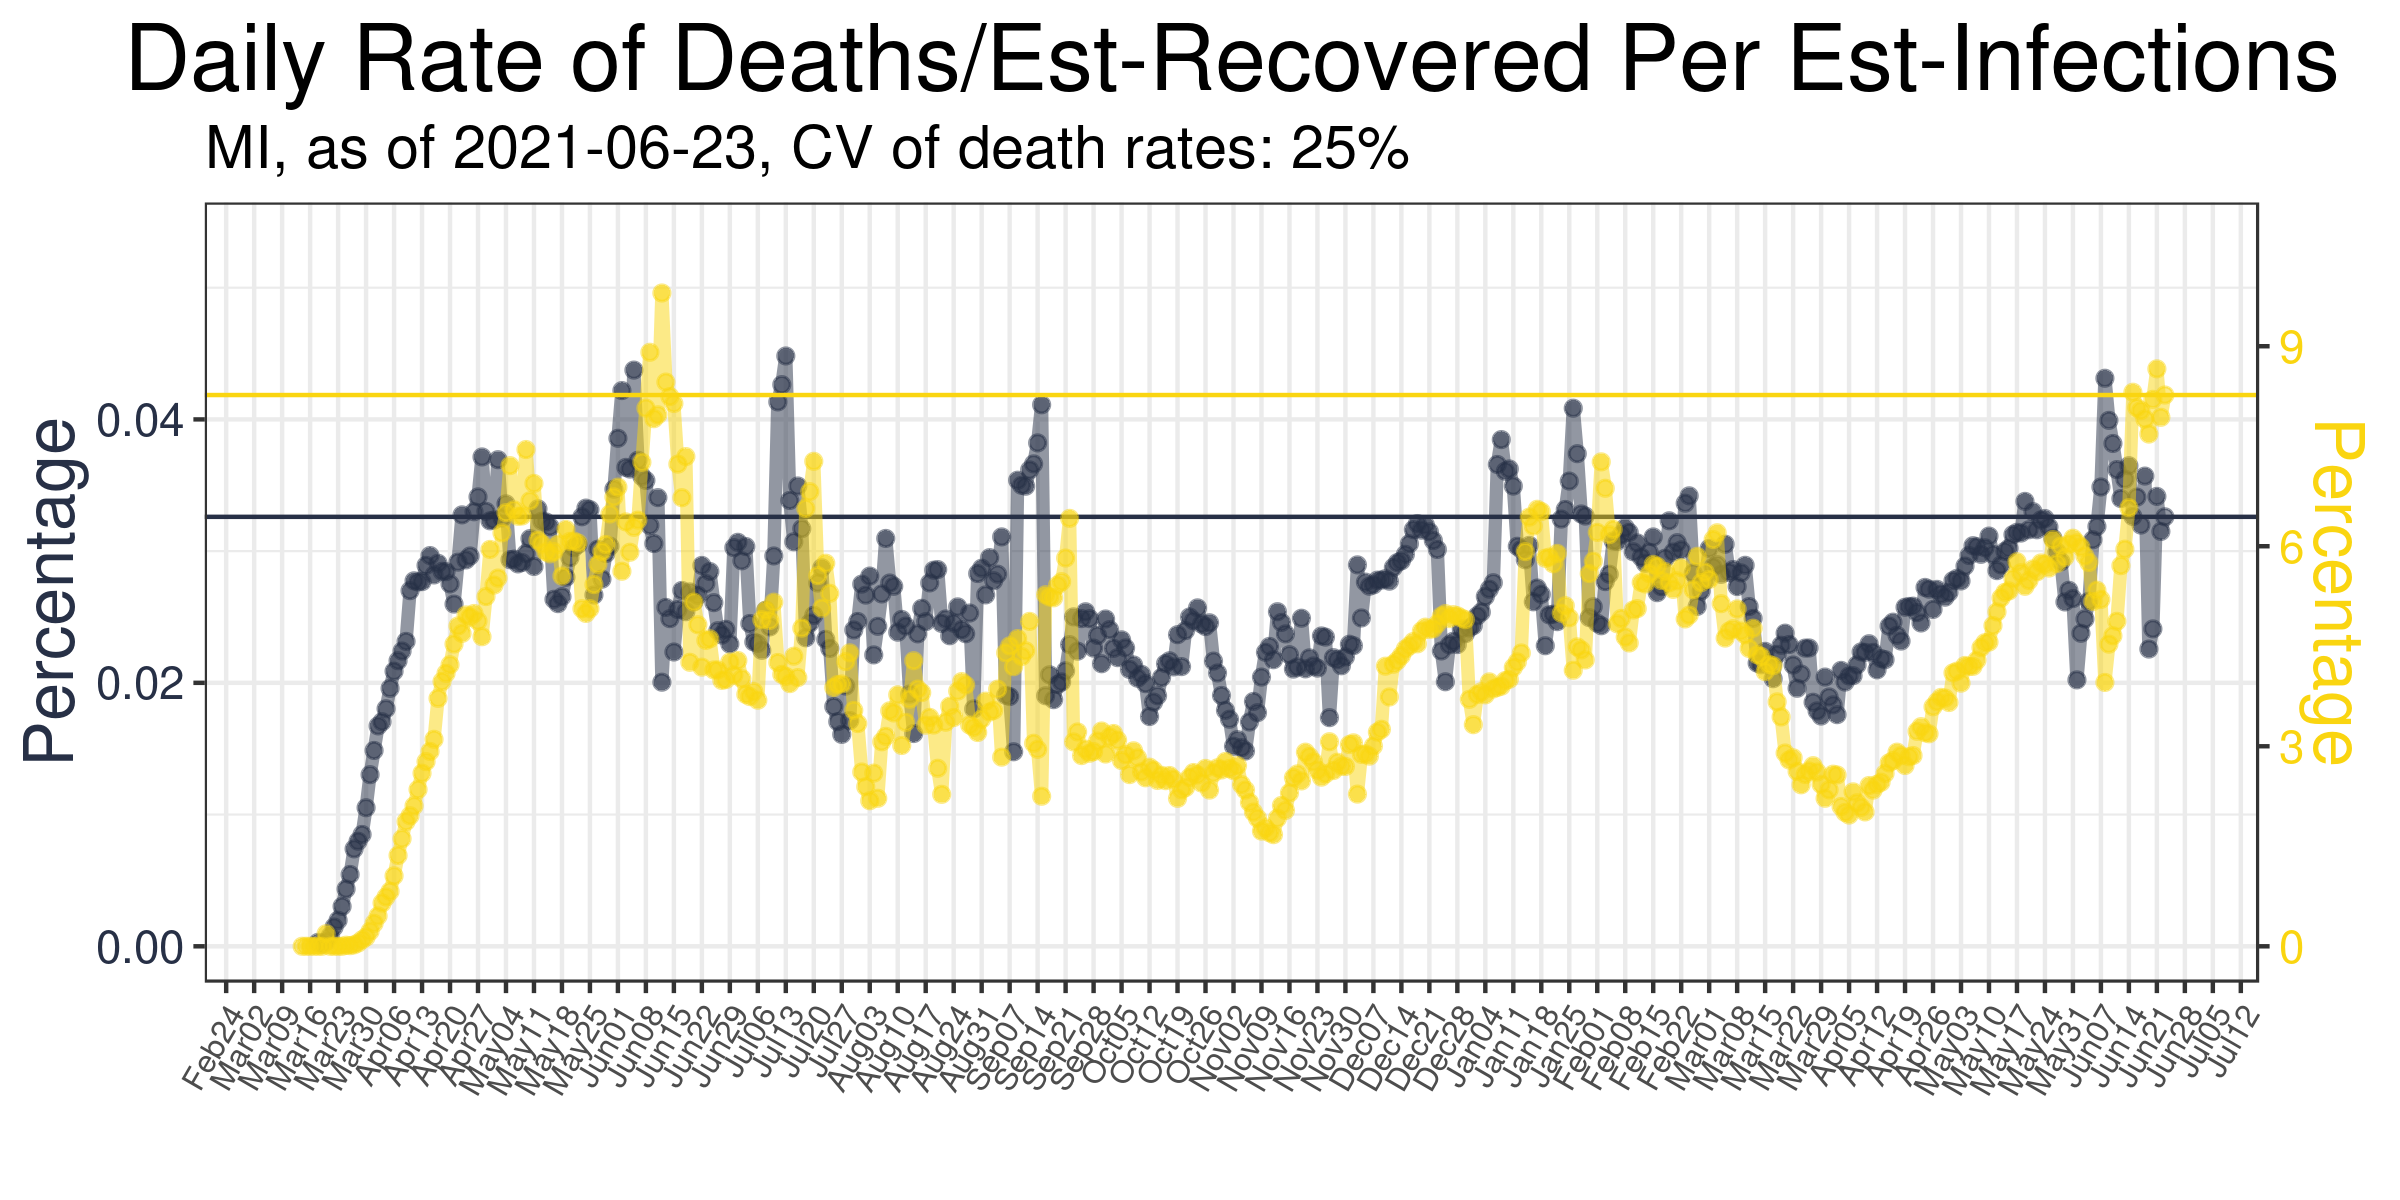 Daily Rate of Deaths/Est-Recovered Per Est-Infections
MI, as of 2021-06-23, CV of death rates: 25%
Percentage
0.04
0.02
0.00
Percentage
9
6
3
0
Feb24
Mar02
Mar09
Mar16
Mar23
Mar30
Apr06
Apr13
Apr20
Apr27
May04
May11
May18
May25
Jun01
Jun08
Jun15
Jun22
Jun29
Jul06
Jul13
Jul20
Jul27
Aug03
Aug10
Aug17
Aug24
Aug31
Sep07
Sep14
Sep21
Sep28
Oct05
Oct12
Oct19
Oct26
Nov02
Nov09
Nov16
Nov23
Nov30
Dec07
Dec14
Dec21
Dec28
Jan04
Jan11
Jan18
Jan25
Feb01
Feb08
Feb15
Feb22
Mar01
Mar08
Mar15
Mar22
Mar29
Apr05
Apr12
Apr19
Apr26
May03
May10
May17
May24
May31
Jun07
Jun14
Jun21
Jun28
Jul05
Jul12